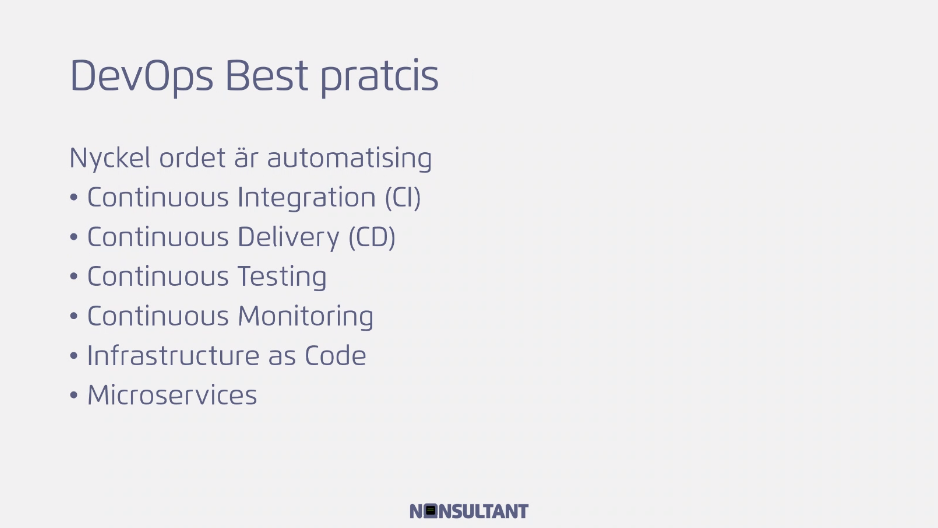 DevOps Best pratcis
Nyckel ordet är automatising
• Continuous Integration (CI)
• Continuous Delivery (CD)
• Continuous Testing
• Continuous Monitoring
• Infrastructure as Code
• Microservices
NONSULTANT